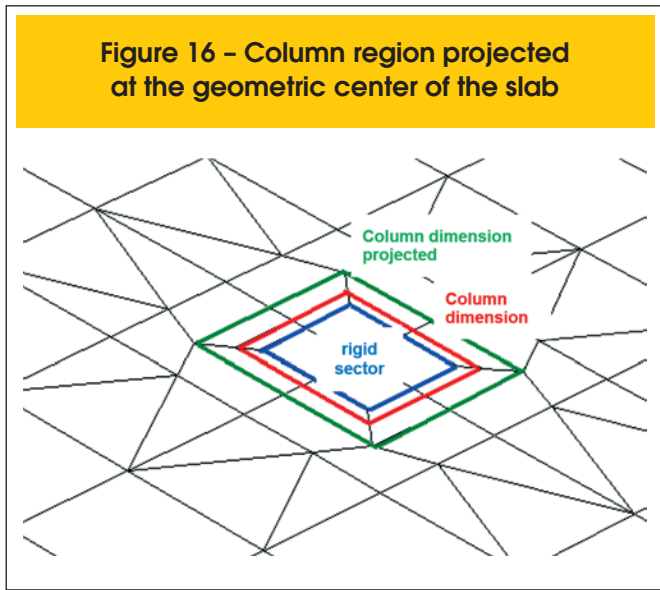 Figure 16 – Column region projected
at the geometric center of the slab
Column dimension
projected
Column
dimension
rigid
sector